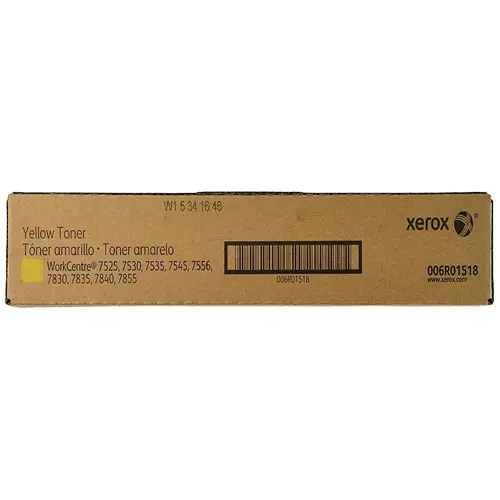 W1 5 34 16:46
Yellow Toner
Tóner amarillo • Toner amarelo
WorkCentre® 7525, 7530, 7535, 7545, 7556,
7830, 7835, 7840, 7855
006R01518
xerox
006R01518
www.xerox.com